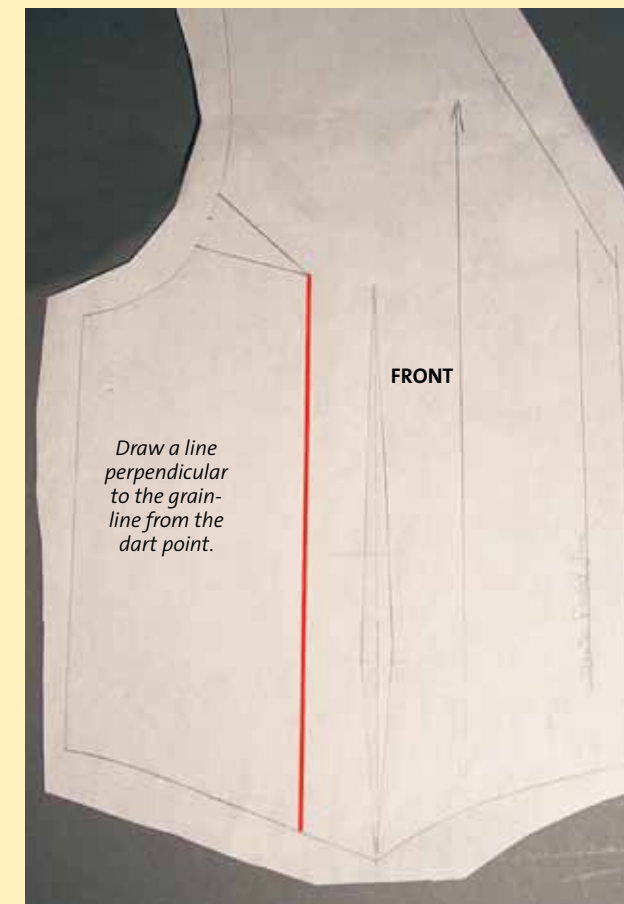 FRONT
Draw a line
perpendicular
to the grain-
line from the
dart point.